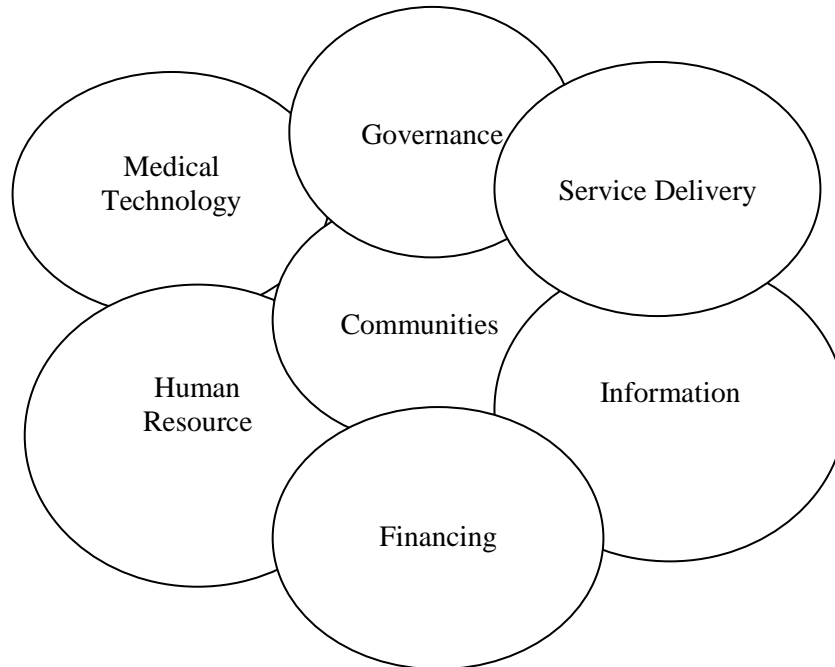 Governance
Medical
Technology
Service Delivery
Communities
Human
Resource
Information
Financing